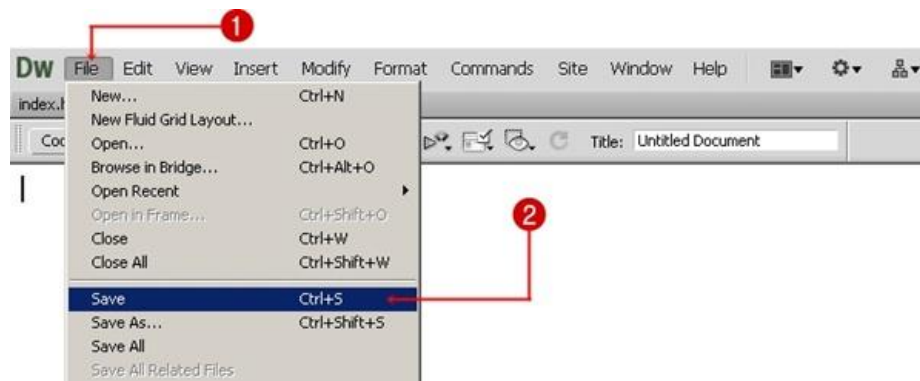 1
Dw File Edit View Insert Modify Format Commands Site Window Help
index.h
New... Ctrl+N
New Fluid Grid Layout...
Coc Title: Untitled Document
Open... Ctrl+O
Browse in Bridge... Ctrl+Alt+O
Open Recent
Open in Frame... Ctrl+Shift+O
2
Close Ctrl+W
Close All Ctrl+Shift+W
Save Ctrl+S
Save As... Ctrl+Shift+S
Save All
Save All Related Files